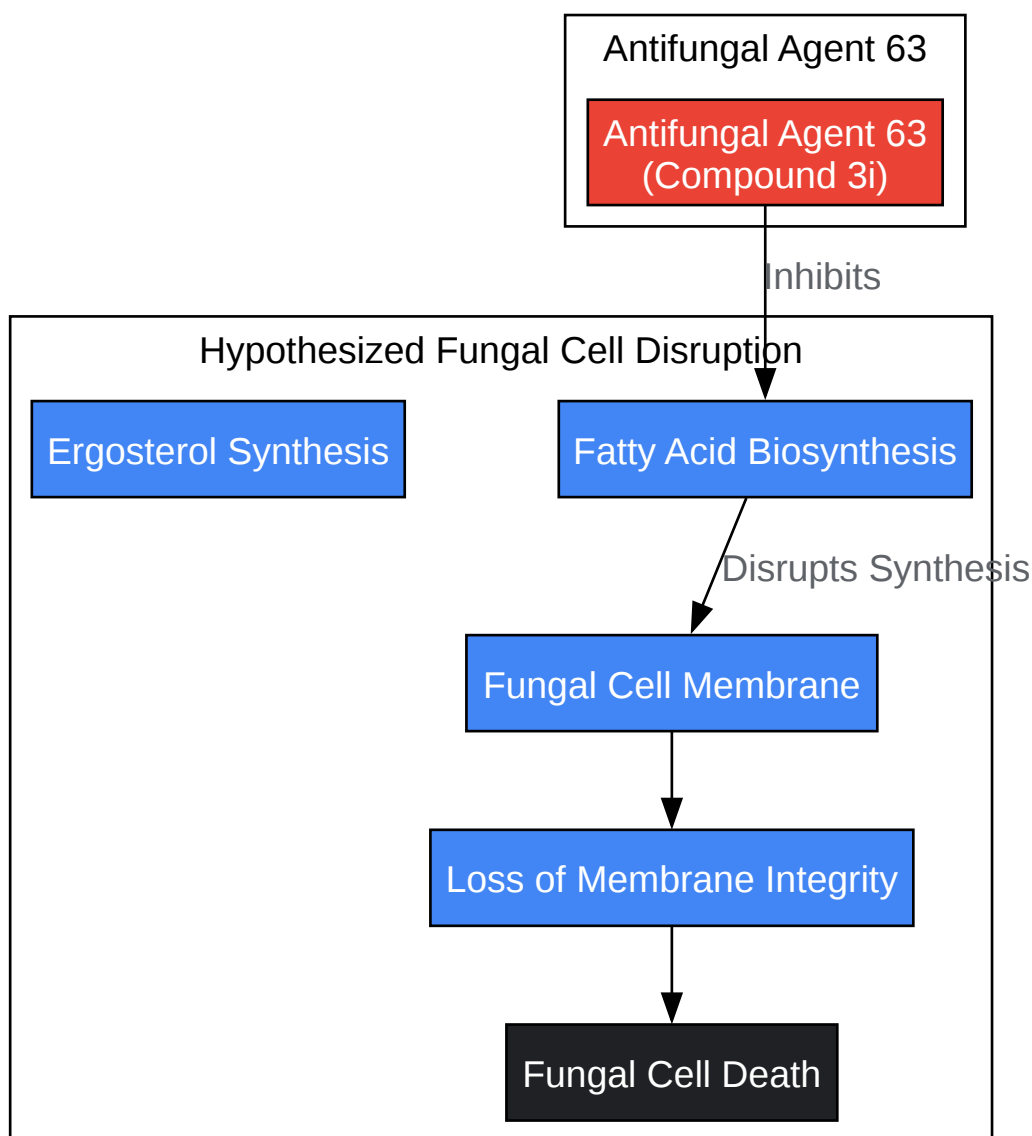 Antifungal Agent 63
Antifungal Agent 63
(Compound 3i)
Inhibits
Hypothesized Fungal Cell Disruption
Ergosterol Synthesis
Fatty Acid Biosynthesis
Disrupts Synthesis
Fungal Cell Membrane
Loss of Membrane Integrity
Fungal Cell Death